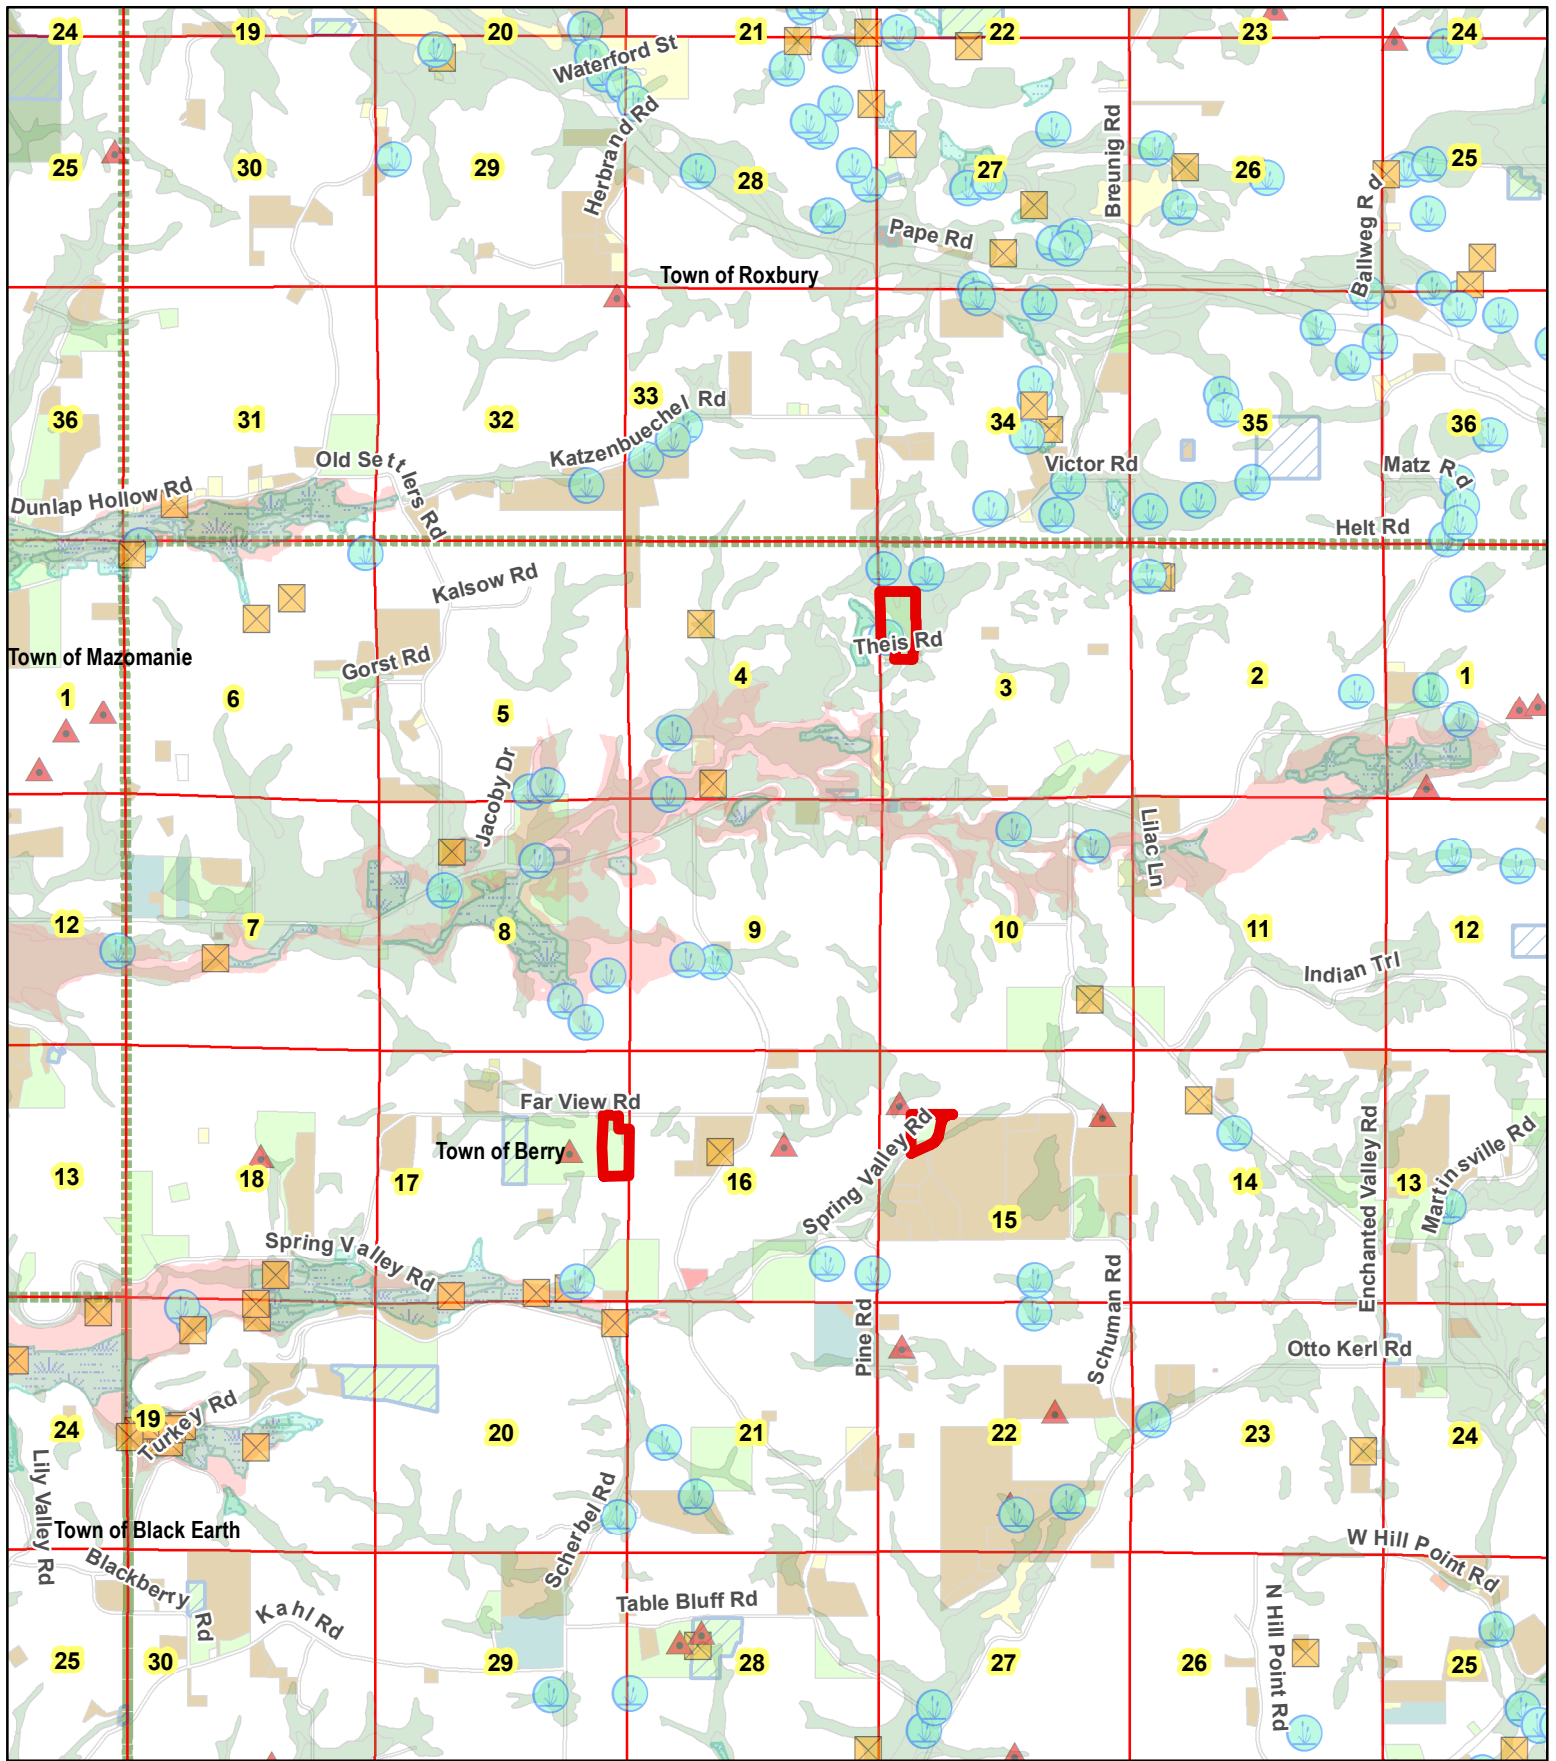 24
19
20
21
22
23
24
Waterford St
Herbrand Rd
Breunig Rd
25
30
29
28
27
26
25
Ballweg Rd
Pape Rd
Town of Roxbury
36
31
32
33
Katzenbuechel Rd
34
35
36
Old Settlers Rd
Victor Rd
Matz Rd
Dunlap Hollow Rd
Helt Rd
Kalsow Rd
Theis Rd
Town of Mazomanie
Gorst Rd
1
6
5
4
3
2
1
Jacoby Dr
Lilac Ln
12
7
8
9
10
11
12
Indian Trl
Far View Rd
Town of Berry
Spring Valley Rd
Enchanted Valley Rd
Martinsville Rd
13
18
17
16
15
14
13
Spring Valley Rd
Pine Rd
Schuman Rd
Otto Kerl Rd
24
19
Turkey Rd
20
21
22
23
24
Lily Valley Rd
Scherbel Rd
Town of Black Earth
W Hill Point Rd
Blackberry Rd
Kahl Rd
Table Bluff Rd
N Hill Point Rd
25
30
29
28
27
26
25